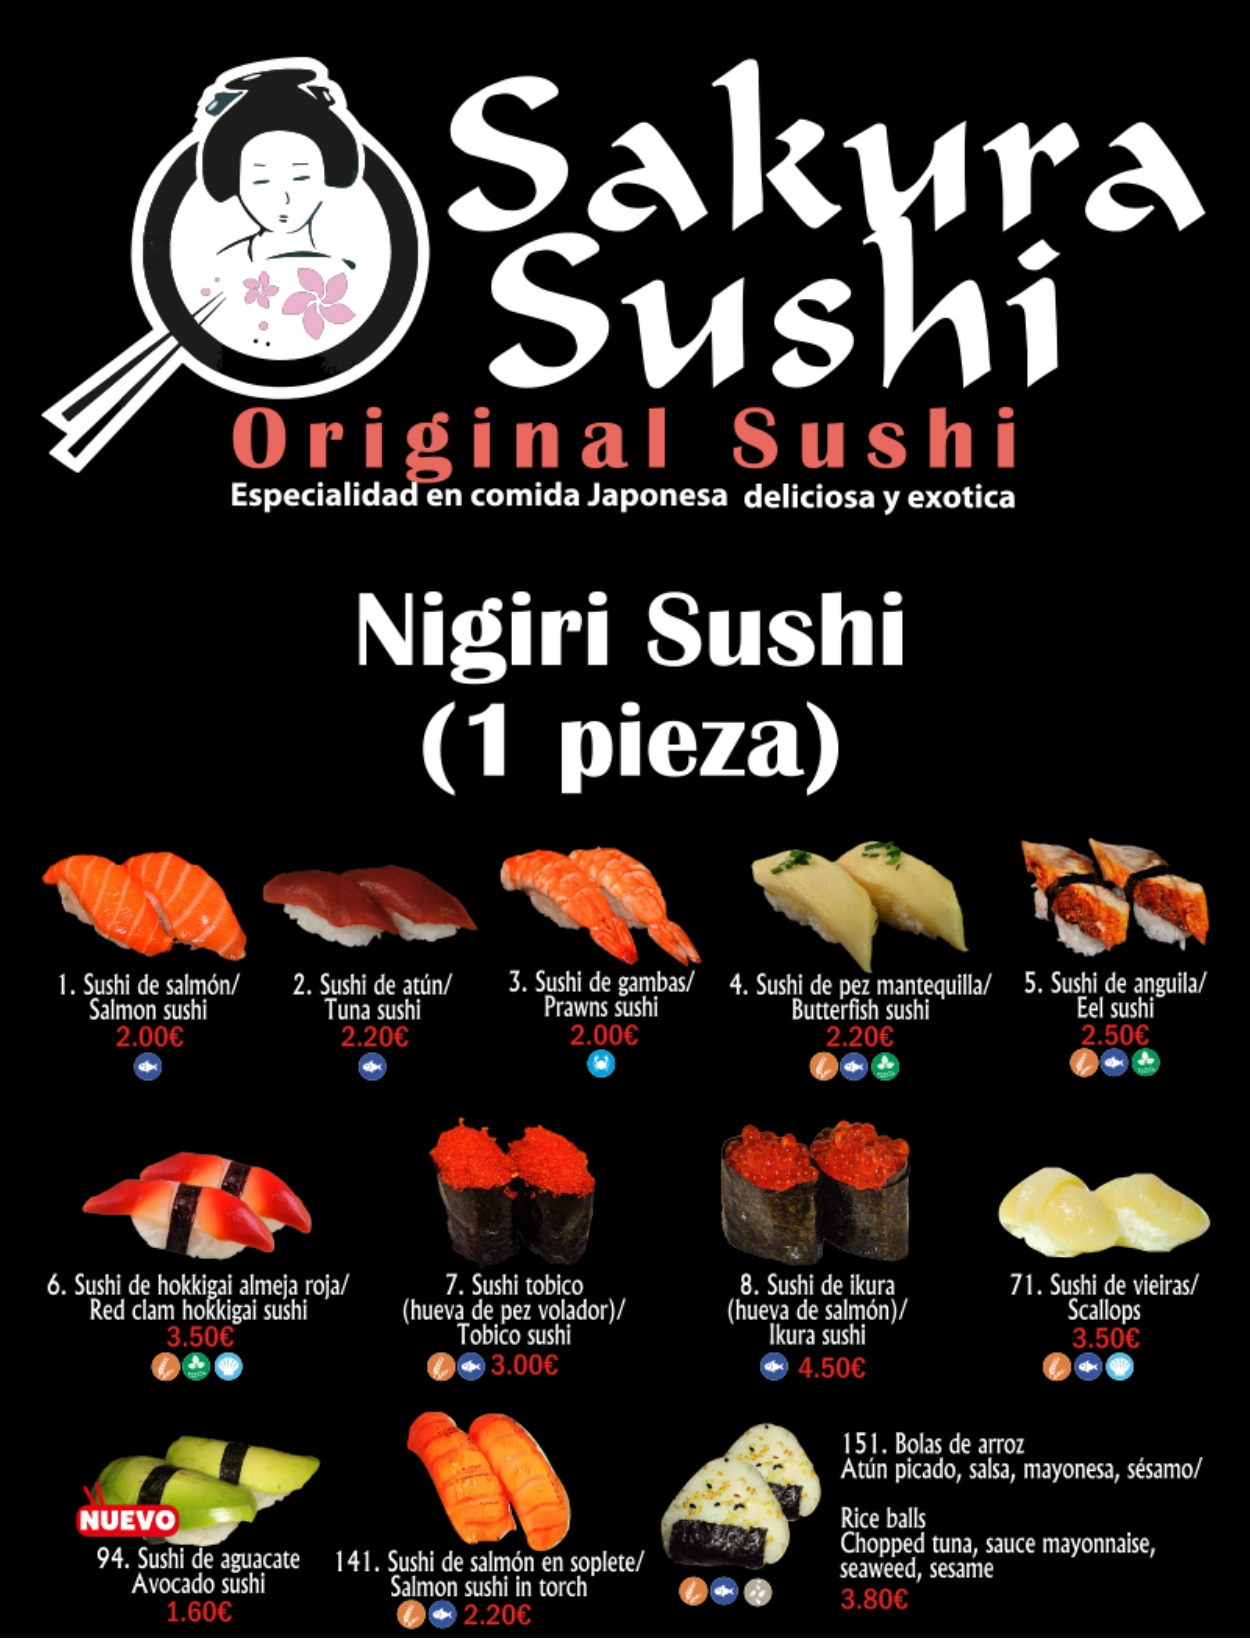 Sakura
Sushi
Original Sushi
Especialidad en comida Japonesa deliciosa y exotica
Nigiri Sushi
(1 pieza)
1. Sushi de salmón/
Salmon sushi
2.00€
2. Sushi de atún/
Tuna sushi
2.20€
3. Sushi de gambas/
Prawns sushi
2.00€
4. Sushi de pez mantequilla/
Butterfish sushi
2.20€
5. Sushi de anguila/
Eel sushi
2.50€
6. Sushi de hokkigai almeja roja/
Red clam hokkigai sushi
3.50€
7. Sushi tobico
(hueva de pez volador)/
Tobico sushi
3.00€
8. Sushi de ikura
(hueva de salmón)/
Ikura sushi
4.50€
71. Sushi de vieiras/
Scallops
3.50€
NUEVO
94. Sushi de aguacate
Avocado sushi
1.60€
141. Sushi de salmón en soplete/
Salmon sushi in torch
2.20€
151. Bolas de arroz
Atún picado, salsa, mayonesa, sésamo/
Rice balls
Chopped tuna, sauce mayonnaise,
seaweed, sesame
3.80€